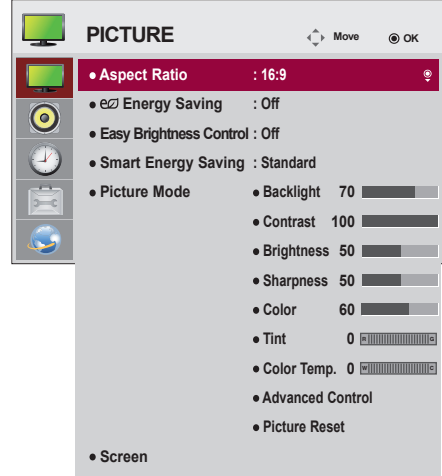 PICTURE Move OK
• Aspect Ratio : 16:9
• Energy Saving : Off
• Easy Brightness Control : Off
• Smart Energy Saving : Standard
• Picture Mode • Backlight 70
• Contrast 100
• Brightness 50
• Sharpness 50
• Color 60
• Tint 0 R G
• Color Temp. 0 W C
• Advanced Control
• Picture Reset
• Screen